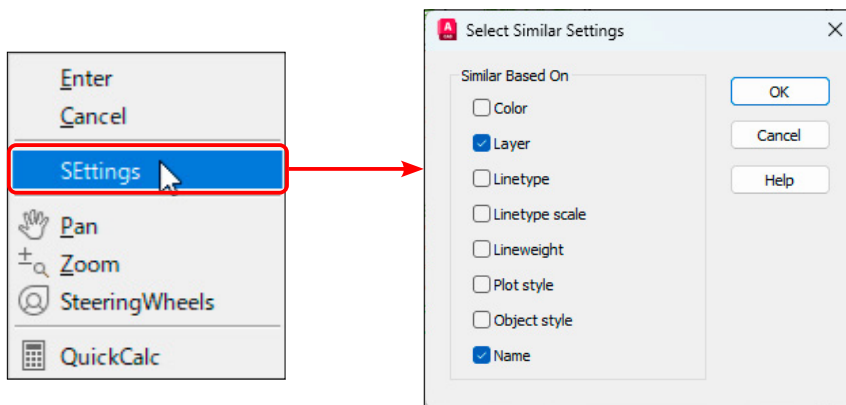 Enter
Cancel
SEttings
Pan
Zoom
SteeringWheels
QuickCalc
A
CAD
Select Similar Settings
Similar Based On
Color
Layer
Linetype
Linetype scale
Lineweight
Plot style
Object style
Name
OK
Cancel
Help